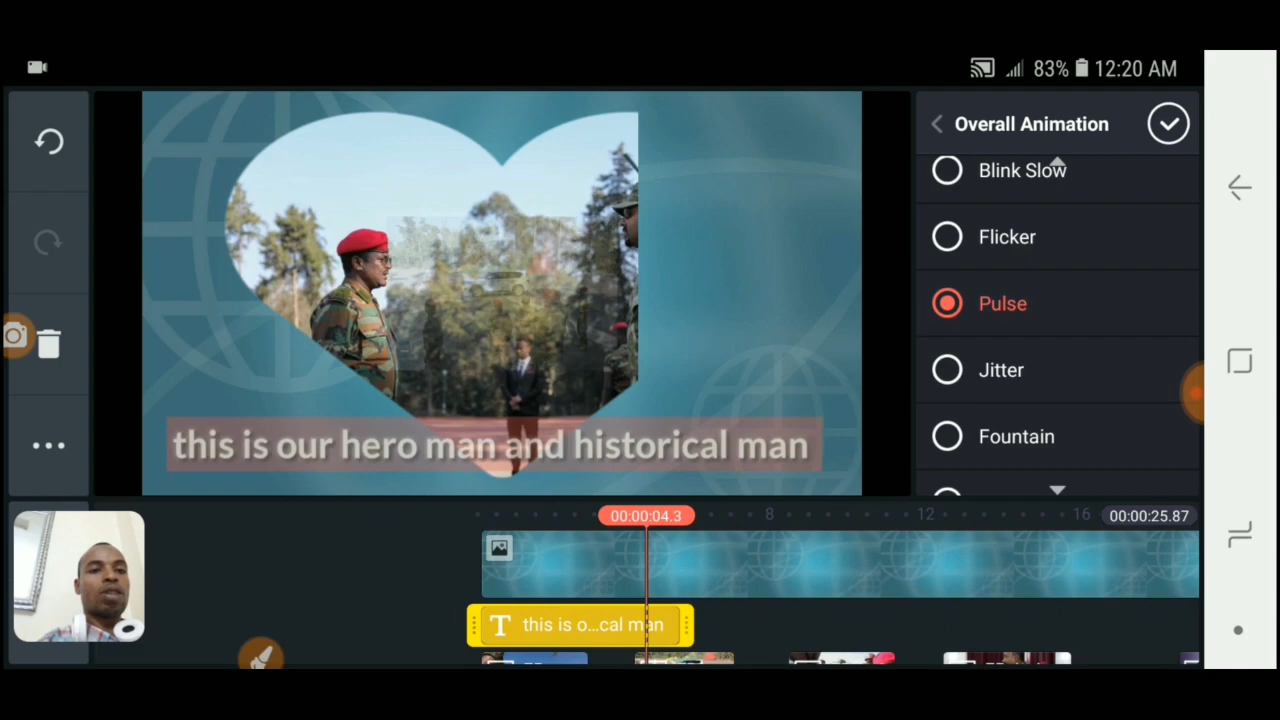 83% 12:20 AM
Overall Animation
Blink Slow
Flicker
Pulse
Jitter
Fountain
this is our hero man and historical man
00:00:04.3
8
12
16
00:00:25.87
T this is o...cal man